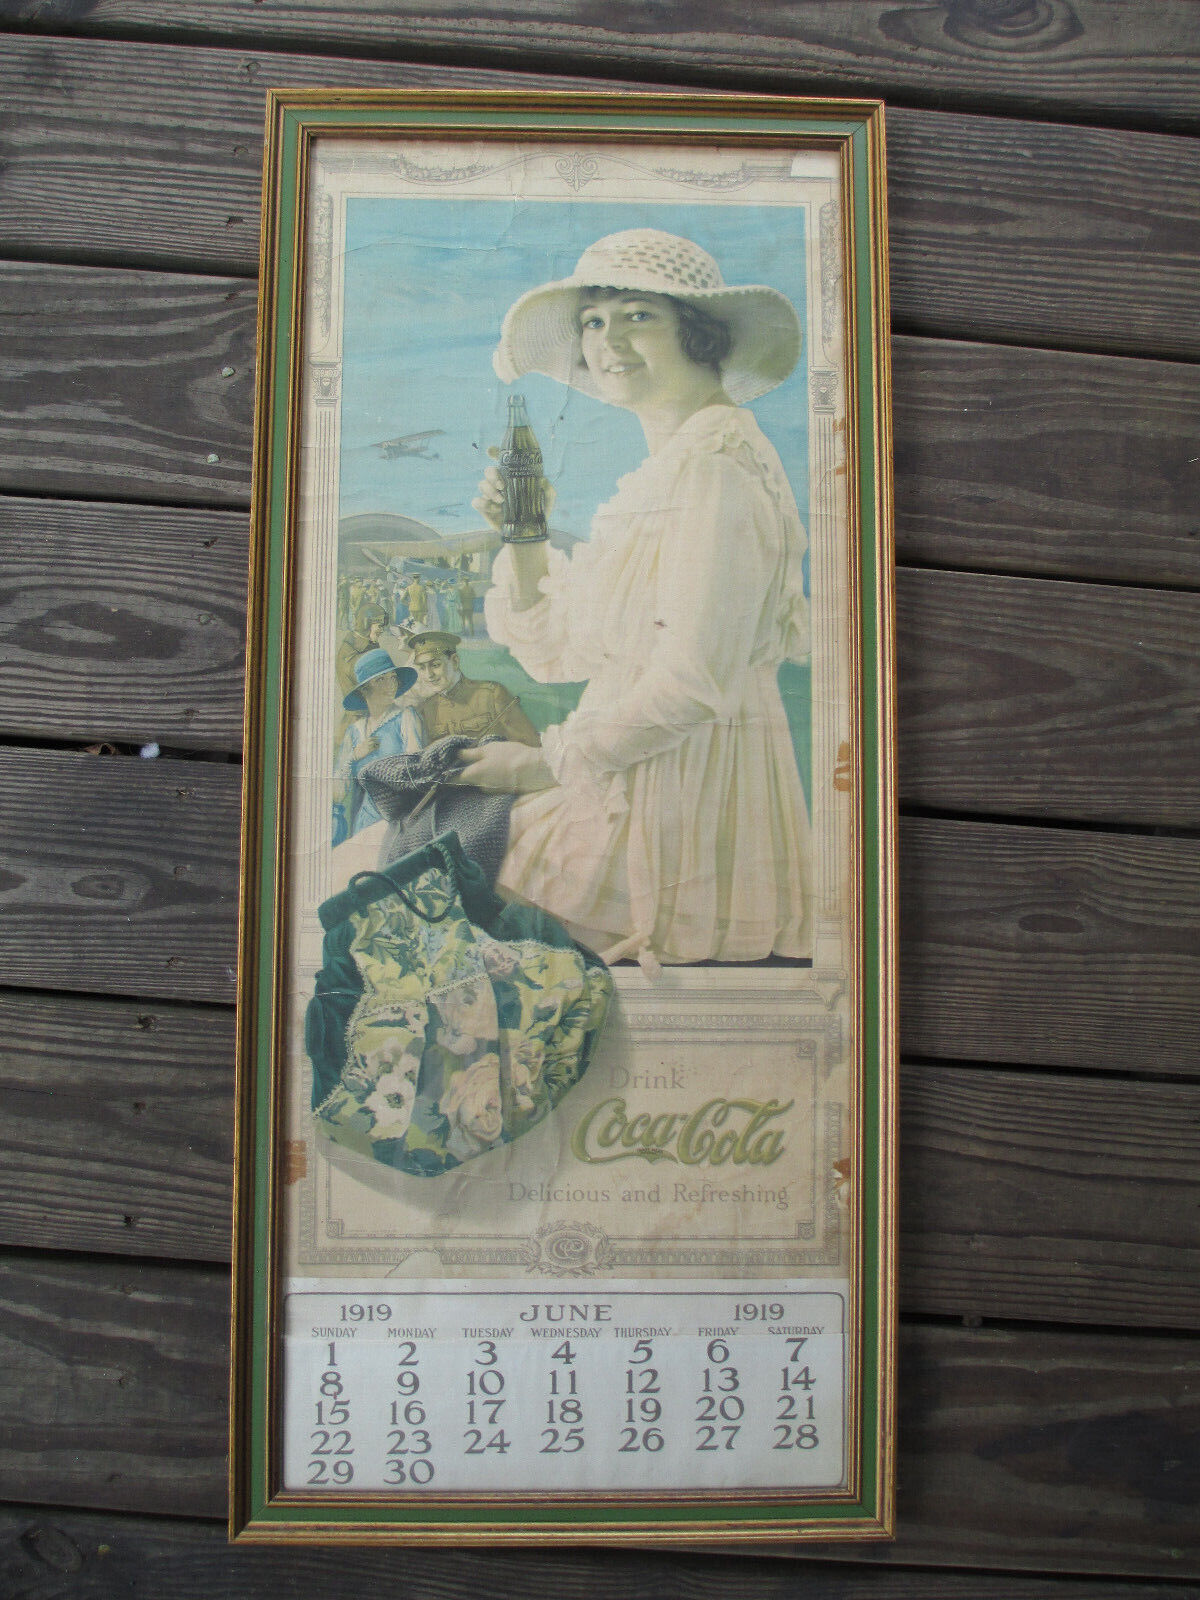 Coca-Cola
Drink
Coca-Cola
Delicious and Refreshing
1919 JUNE 1919
SUNDAY MONDAY TUESDAY WEDNESDAY THURSDAY FRIDAY SATURDAY
1 2 3 4 5 6 7
8 9 10 11 12 13 14
15 16 17 18 19 20 21
22 23 24 25 26 27 28
29 30